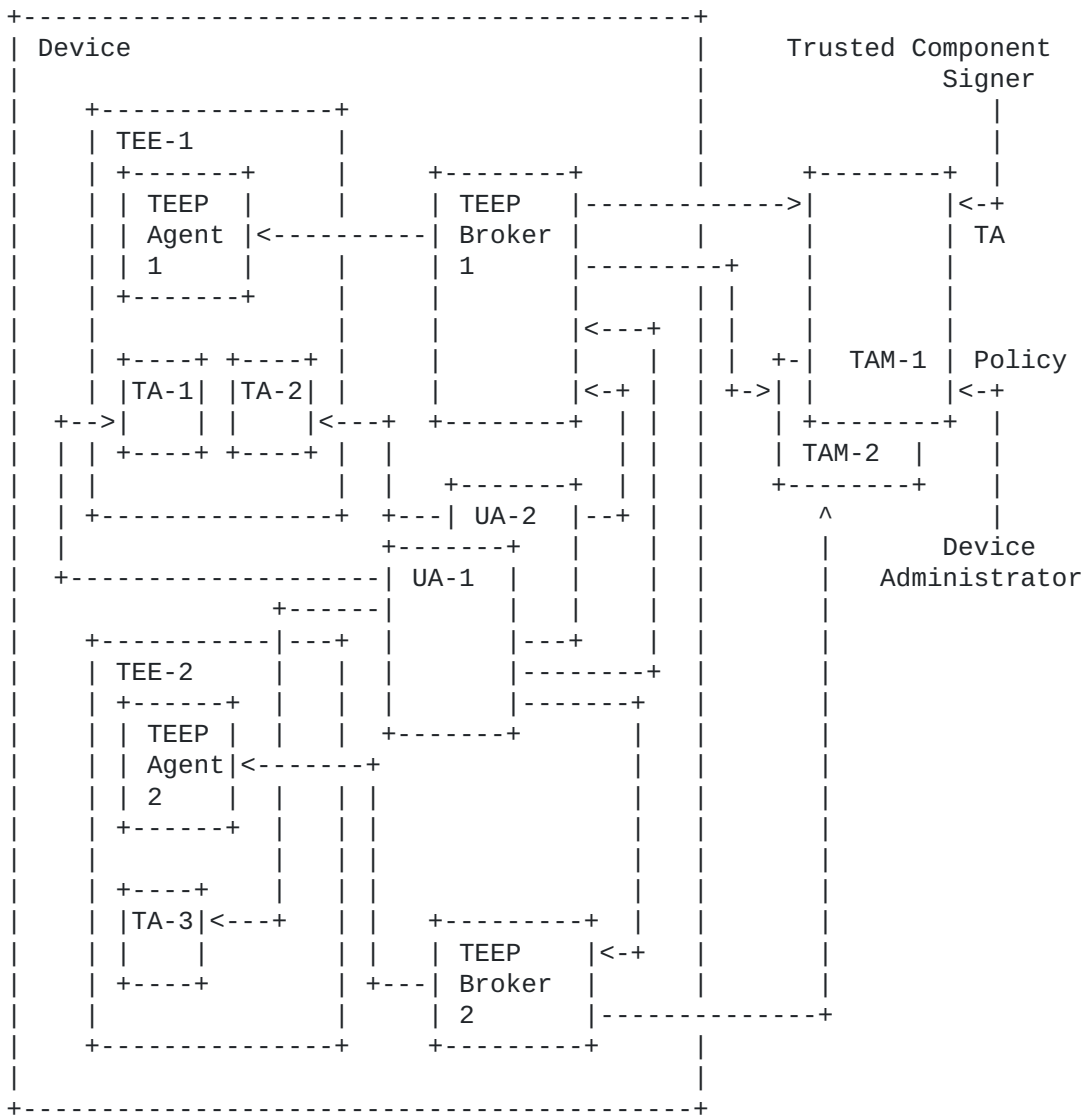 Device Trusted Component
Signer
TEE-1
TEEP TEEP
Agent Broker TA
1 1
TAM-1 Policy
TA-1 TA-2
TAM-2
UA-2
Device
UA-1 Administrator
TEE-2
TEEP
Agent
2
TA-3
TEEP
Broker
2